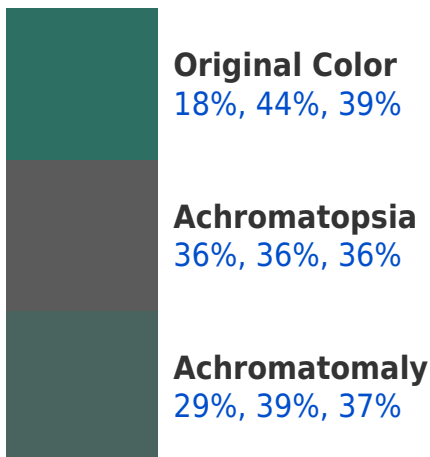 Original Color
18%, 44%, 39%
Achromatopsia
36%, 36%, 36%
Achromatomaly
29%, 39%, 37%